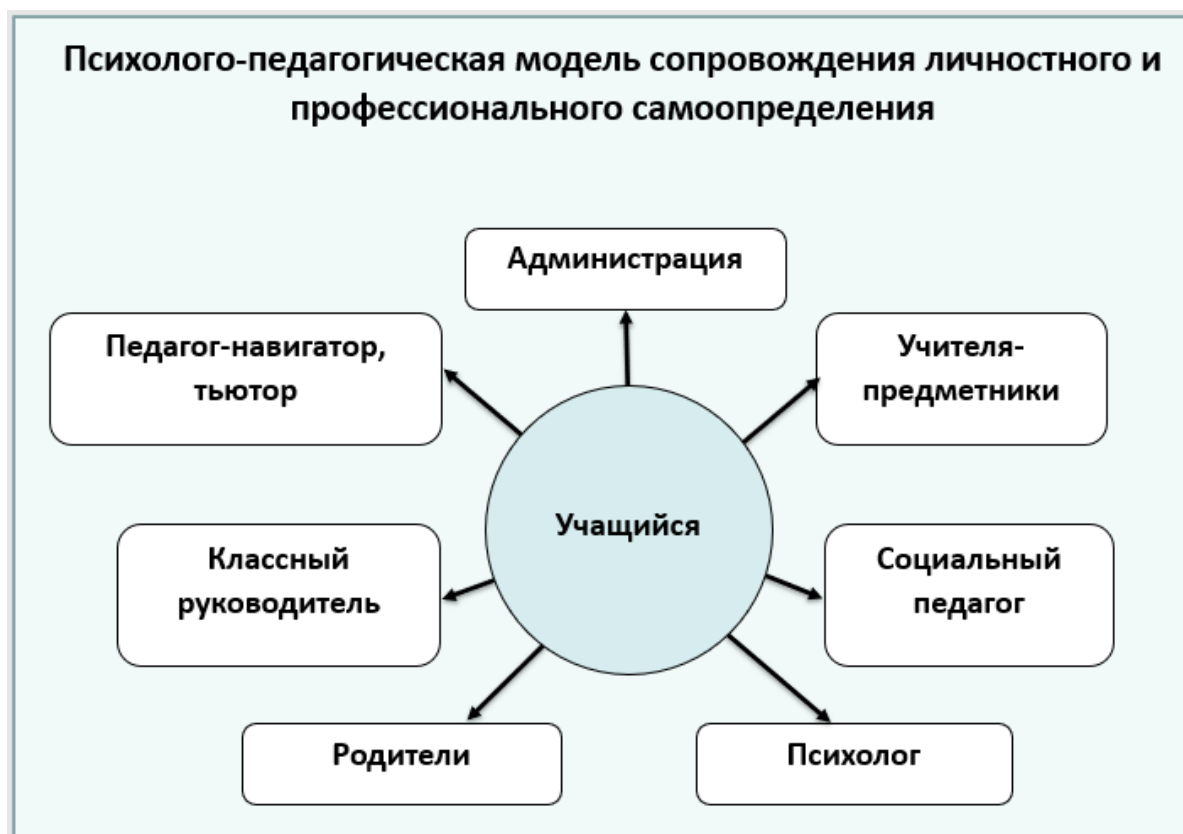 Психолого-педагогическая модель сопровождения личностного и
профессионального самоопределения
Администрация
Педагог-навигатор,
тьютор
Учителя-
предметники
Учащийся
Классный
руководитель
Социальный
педагог
Родители
Психолог